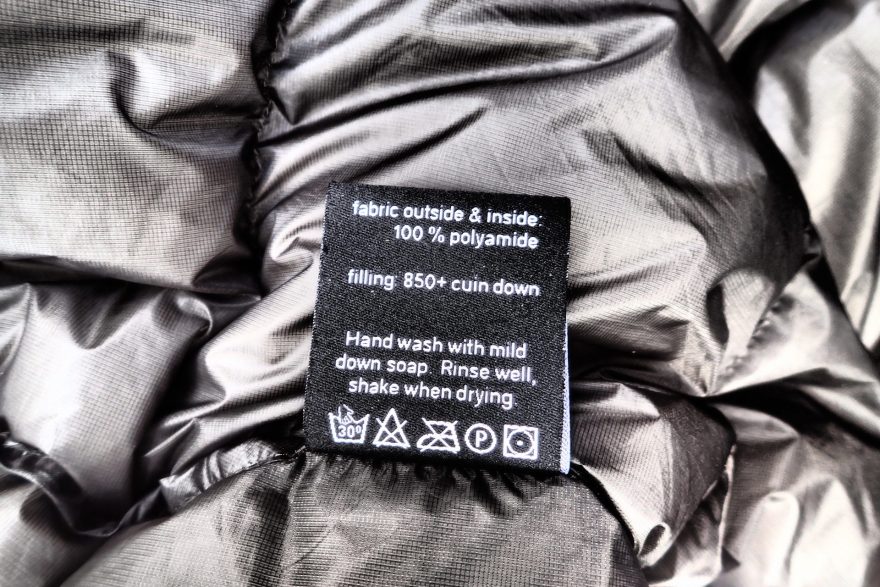 fabric outside & inside:
100 % polyamide
filling: 850+ cuin down
Hand wash with mild
down soap. Rinse well,
shake when drying
30° P